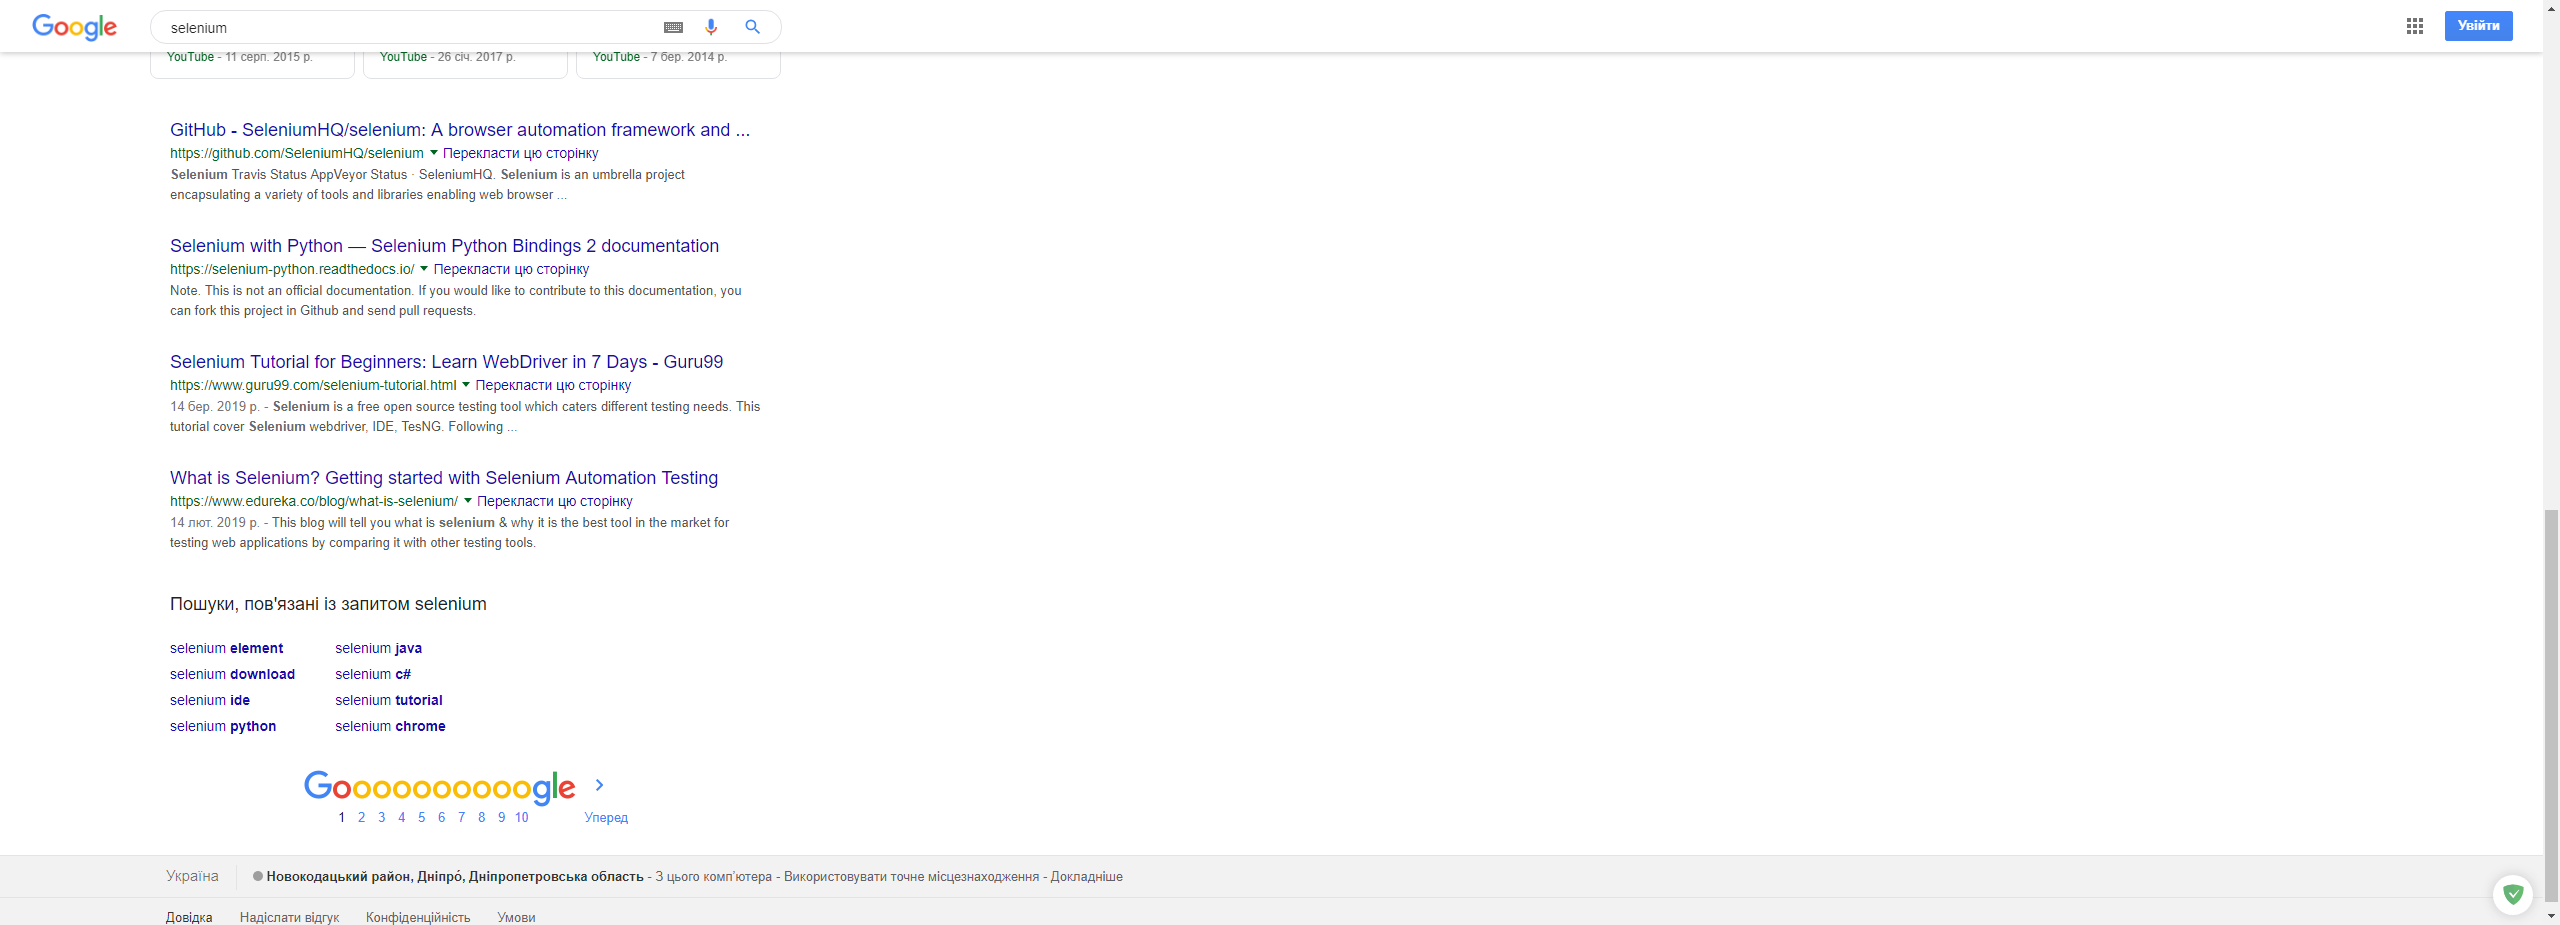 Google
selenium
Увійти
YouTube - 11 серп. 2015 р.
YouTube - 26 січ. 2017 р.
YouTube - 7 бер. 2014 р.
GitHub - SeleniumHQ/selenium: A browser automation framework and ...
https://github.com/SeleniumHQ/selenium Перекласти цю сторінку
Selenium Travis Status AppVeyor Status · SeleniumHQ. Selenium is an umbrella project
encapsulating a variety of tools and libraries enabling web browser ...
Selenium with Python — Selenium Python Bindings 2 documentation
https://selenium-python.readthedocs.io/ Перекласти цю сторінку
Note. This is not an official documentation. If you would like to contribute to this documentation, you
can fork this project in Github and send pull requests.
Selenium Tutorial for Beginners: Learn WebDriver in 7 Days - Guru99
https://www.guru99.com/selenium-tutorial.html Перекласти цю сторінку
14 бер. 2019 р. - Selenium is a free open source testing tool which caters different testing needs. This
tutorial cover Selenium webdriver, IDE, TesNG. Following ...
What is Selenium? Getting started with Selenium Automation Testing
https://www.edureka.co/blog/what-is-selenium/ Перекласти цю сторінку
14 лют. 2019 р. - This blog will tell you what is selenium & why it is the best tool in the market for
testing web applications by comparing it with other testing tools.
Пошуки, пов'язані із запитом selenium
selenium element
selenium java
selenium download
selenium c#
selenium ide
selenium tutorial
selenium python
selenium chrome
Goooooooooogle
1 2 3 4 5 6 7 8 9 10 Уперед
Україна
Новокодацький район, Дніпро́, Дніпропетровська область - З цього комп’ютера - Використовувати точне місцезнаходження - Докладніше
Довідка Надіслати відгук Конфіденційність Умови